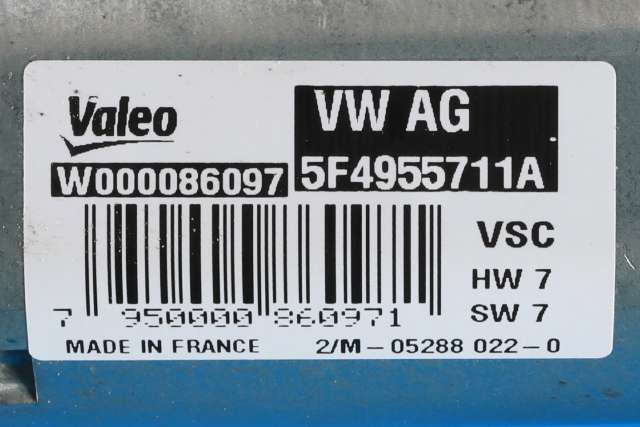 Valeo
VW AG
W000086097
5F4955711A
VSC
HW 7
7 950000 860971
SW 7
MADE IN FRANCE
2/M-05288 022-0